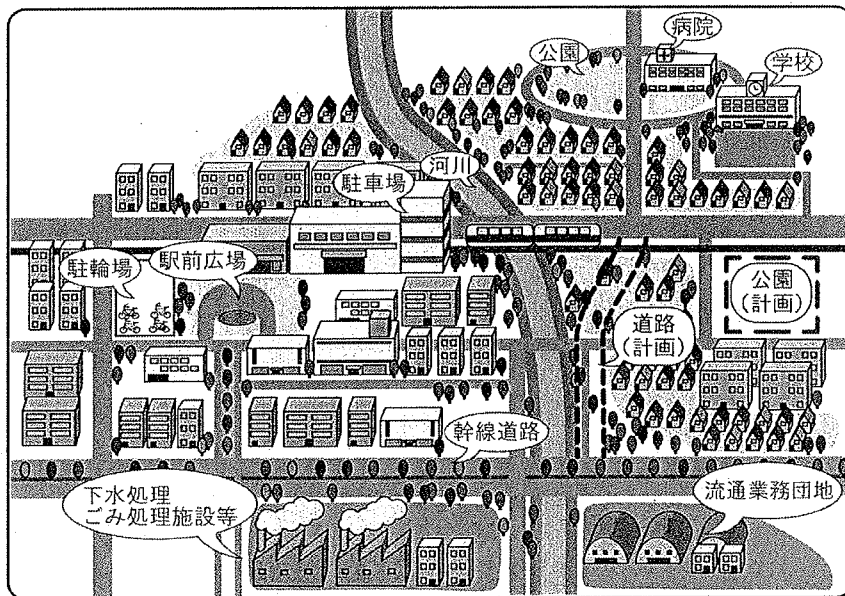 病院
公園
学校
河川
駐車場
駅前広場
駐輪場
公園
(計画)
道路
(計画)
幹線道路
下水処理
ごみ処理施設等
流通業務団地